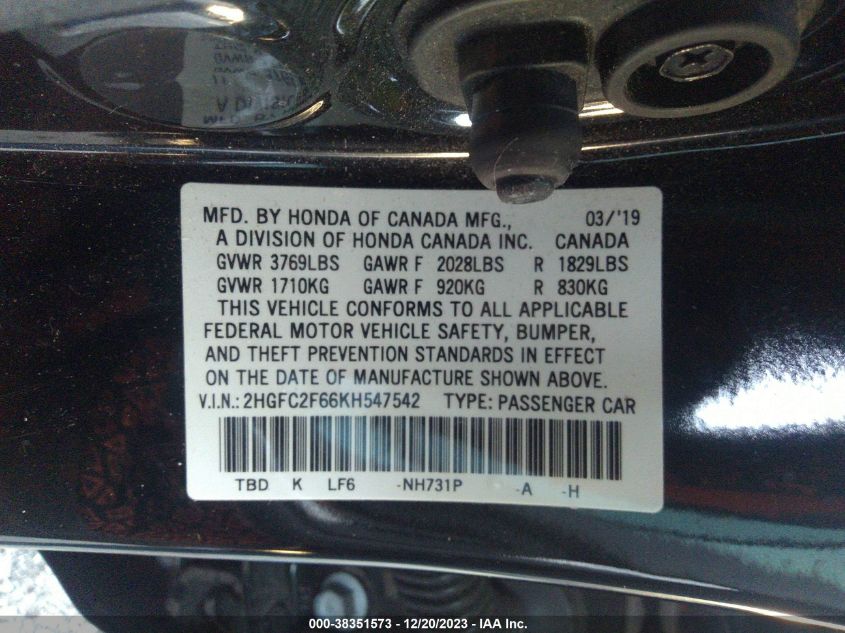 MFD. BY HONDA OF CANADA MFG., 03/'19
A DIVISION OF HONDA CANADA INC. CANADA
GVWR 3769LBS GAWR F 2028LBS R 1829LBS
GVWR 1710KG GAWR F 920KG R 830KG
THIS VEHICLE CONFORMS TO ALL APPLICABLE
FEDERAL MOTOR VEHICLE SAFETY, BUMPER,
AND THEFT PREVENTION STANDARDS IN EFFECT
ON THE DATE OF MANUFACTURE SHOWN ABOVE.
V.I.N.: 2HGFC2F66KH547542 TYPE: PASSENGER CAR
TBD K LF6 -NH731P -A -H
000-38351573 - 12/20/2023 - IAA Inc.